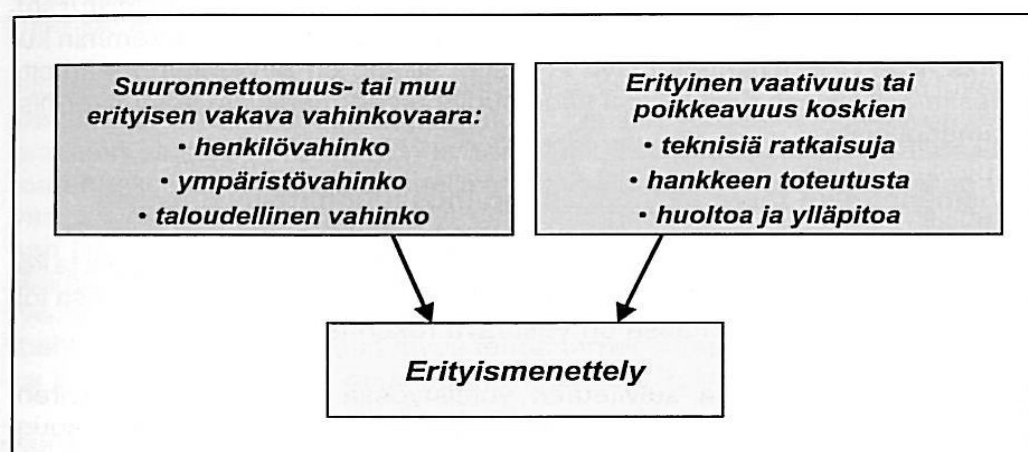 Suuronnettomuus- tai muu
erityisen vakava vahinkovaara:
• henkilövahinko
• ympäristövahinko
• taloudellinen vahinko
Erityinen vaativuus tai
poikkeavuus koskien
• teknisiä ratkaisuja
• hankkeen toteutusta
• huoltoa ja ylläpitoa
Erityismenettely